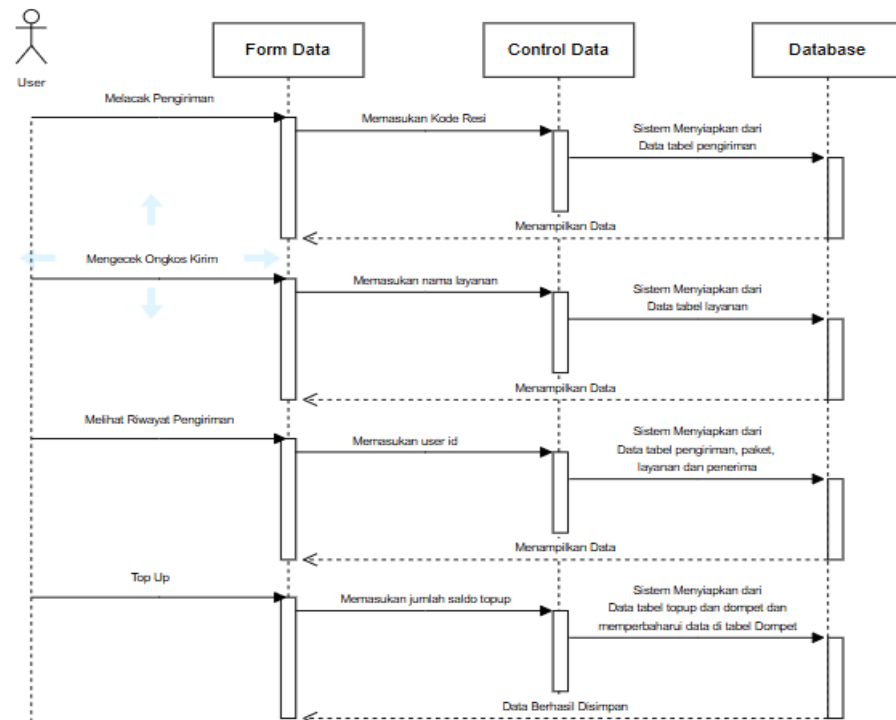 Form Data
Control Data
Database
User
Melacak Pengiriman
Memasukan Kode Resi
Sistem Menyiapkan dari
Data tabel pengiriman
Menampilkan Data
Mengecek Ongkos Kirim
Memasukan nama layanan
Sistem Menyiapkan dari
Data tabel layanan
Menampilkan Data
Melihat Riwayat Pengiriman
Memasukan user id
Sistem Menyiapkan dari
Data tabel pengiriman, paket,
layanan dan penerima
Menampilkan Data
Top Up
Memasukan jumlah saldo topup
Sistem Menyiapkan dari
Data tabel topup dan dompet dan
memperbaharui data di tabel Dompet
Data Berhasil Disimpan